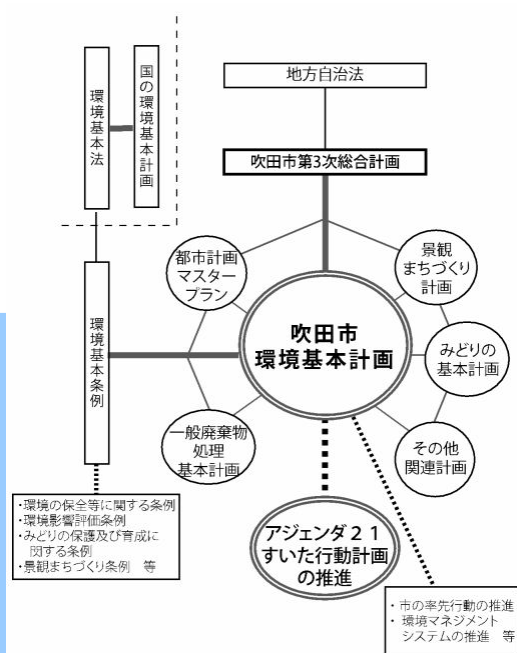 環境基本法
国の環境基本計画
地方自治法
吹田市第3次総合計画
都市計画
マスター
プラン
景観
まちづくり
計画
環境基本条例
吹田市
環境基本計画
みどりの
基本計画
一般廃棄物
処理
基本計画
その他
関連計画
・環境の保全等に関する条例
・環境影響評価条例
・みどりの保護及び育成に
関する条例
・景観まちづくり条例　等
アジェンダ２１
すいた行動計画
の推進
・市の率先行動の推進
・環境マネジメント
システムの推進　等